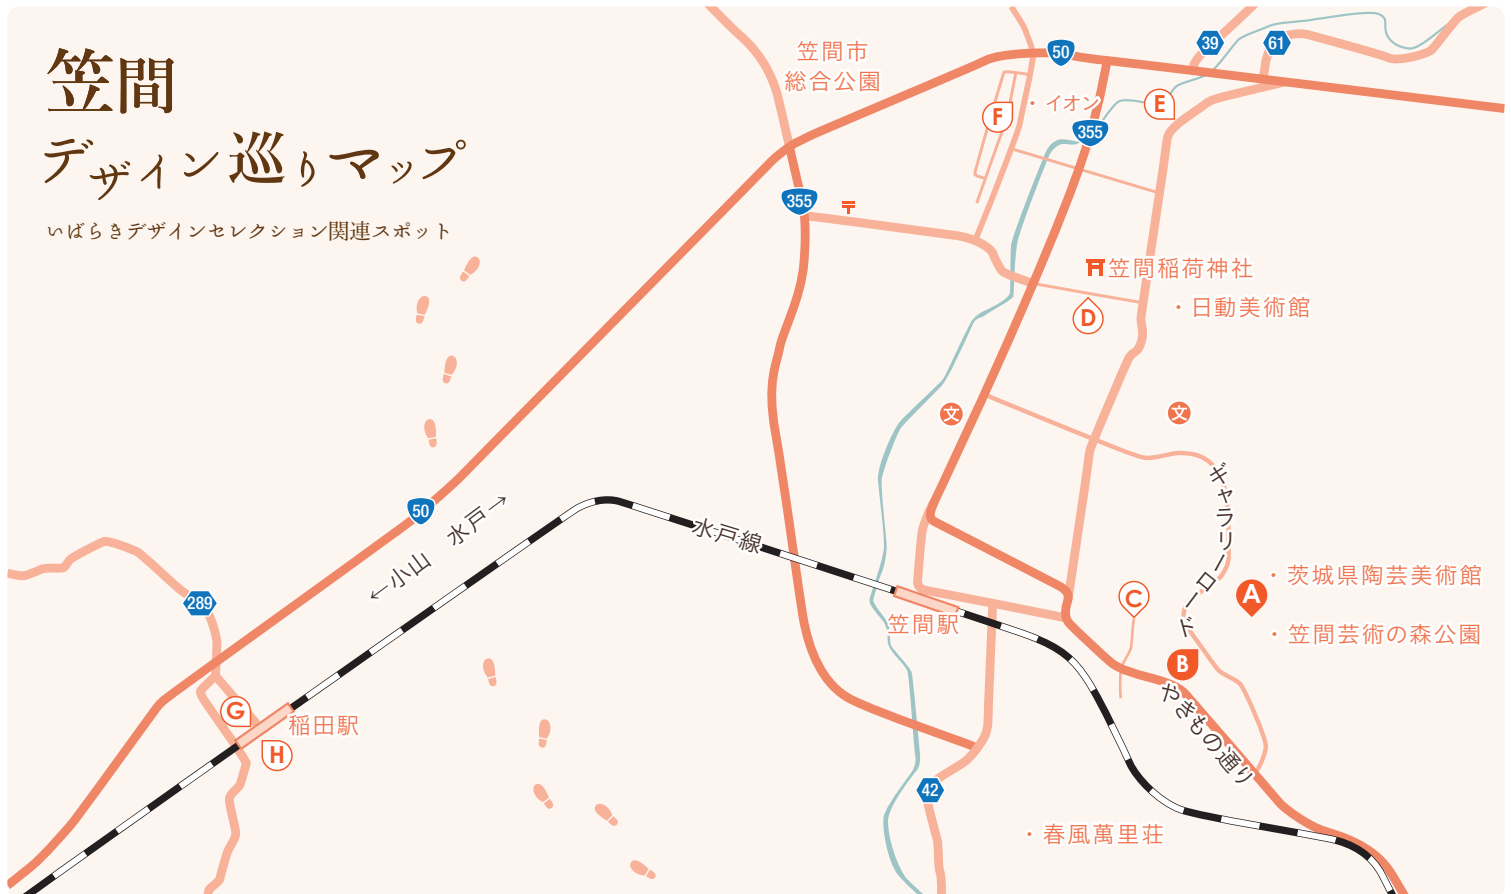 笠間
デザイン巡りマップ
いばらきデザインセレクション関連スポット
笠間市
総合公園
50
39
61
F
・イオン
E
355
355
〒
笠間稲荷神社
・日動美術館
D
文
文
ギャラリーロード
50
←小山 水戸→
水戸線
289
笠間駅
C
A
・茨城県陶芸美術館
・笠間芸術の森公園
B
やきもの通り
G
稲田駅
H
42
・春風萬里荘